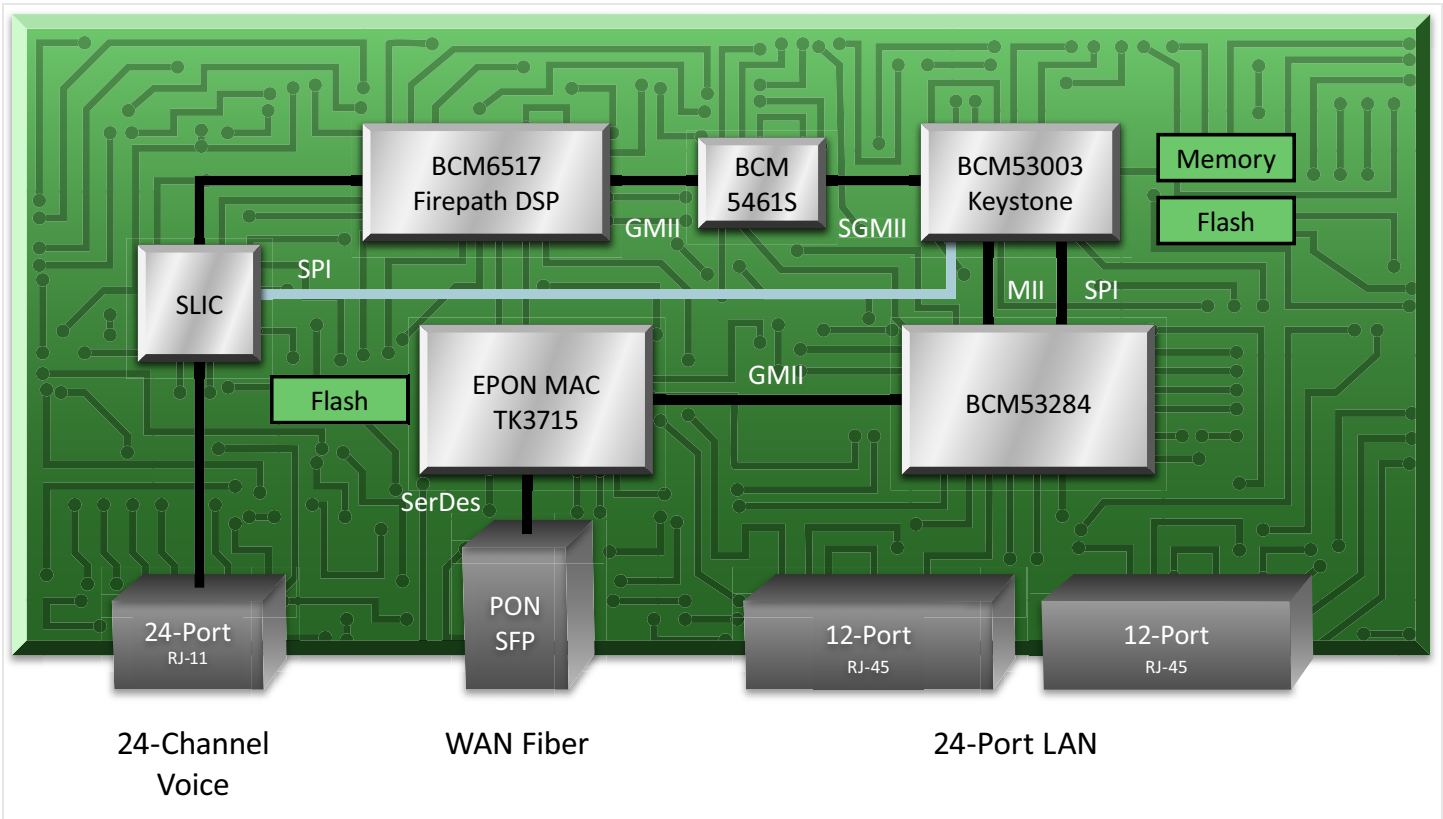 BCM6517
Firepath DSP
BCM
5461S
BCM53003
Keystone
Memory
Flash
GMII
SGMII
SPI
SLIC
MII
SPI
Flash
EPON MAC
TK3715
GMII
BCM53284
SerDes
24-Port
RJ-11
PON
SFP
12-Port
RJ-45
12-Port
RJ-45
24-Channel
Voice
WAN Fiber
24-Port LAN